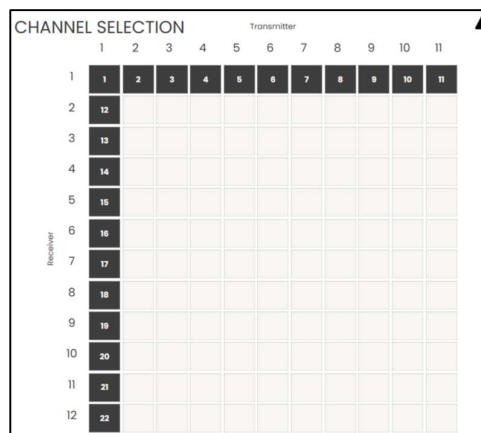 CHANNEL SELECTION
Transmitter
1 2 3 4 5 6 7 8 9 10 11
1 1 2 3 4 5 6 7 8 9 10 11
2 12
3 13
4 14
5 15
6 16
Receiver
7 17
8 18
9 19
10 20
11 21
12 22